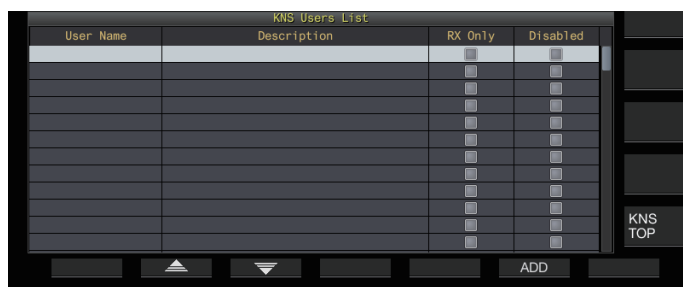 KNS Users List
User Name Description RX Only Disabled
KNS
TOP
ADD